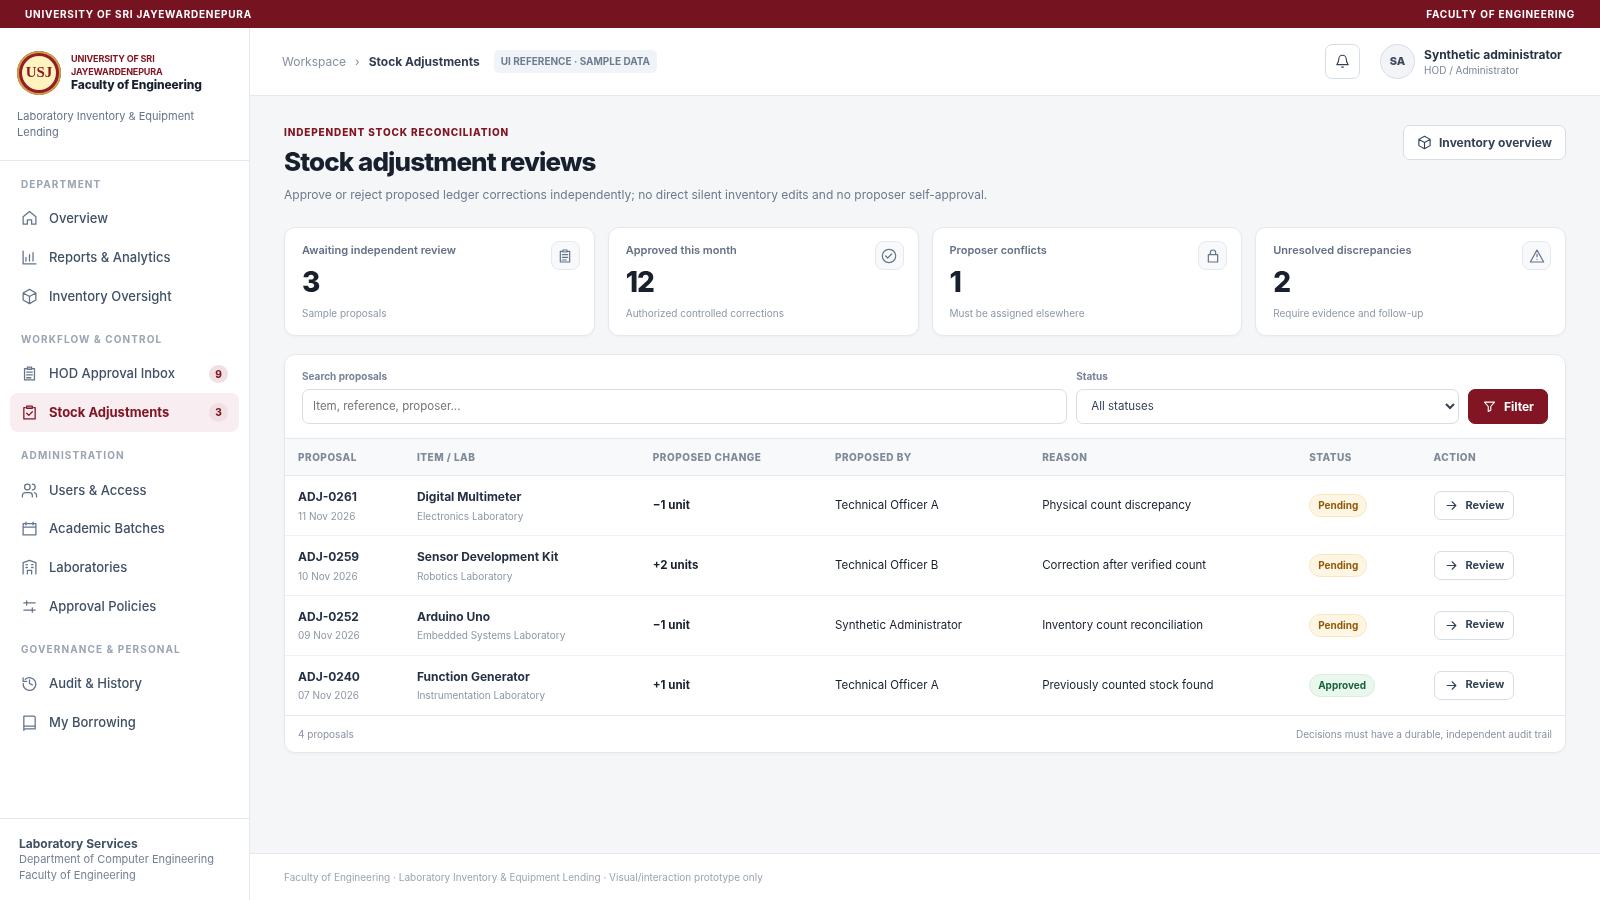 UNIVERSITY OF SRI JAYEWARDENEPURA
FACULTY OF ENGINEERING
USJ
UNIVERSITY OF SRI
JAYEWARDENEPURA
Faculty of Engineering
Laboratory Inventory & Equipment
Lending
DEPARTMENT
Overview
Reports & Analytics
Inventory Oversight
WORKFLOW & CONTROL
HOD Approval Inbox 9
Stock Adjustments 3
ADMINISTRATION
Users & Access
Academic Batches
Laboratories
Approval Policies
GOVERNANCE & PERSONAL
Audit & History
My Borrowing
Laboratory Services
Department of Computer Engineering
Faculty of Engineering
Workspace › Stock Adjustments UI REFERENCE · SAMPLE DATA
SA
Synthetic administrator
HOD / Administrator
INDEPENDENT STOCK RECONCILIATION
Stock adjustment reviews
Approve or reject proposed ledger corrections independently; no direct silent inventory edits and no proposer self-approval.
Inventory overview
Awaiting independent review
3
Sample proposals
Approved this month
12
Authorized controlled corrections
Proposer conflicts
1
Must be assigned elsewhere
Unresolved discrepancies
2
Require evidence and follow-up
Search proposals
Item, reference, proposer...
Status
All statuses
Filter
PROPOSAL ITEM / LAB PROPOSED CHANGE PROPOSED BY REASON STATUS ACTION
ADJ-0261 Digital Multimeter −1 unit Technical Officer A Physical count discrepancy Pending Review
11 Nov 2026 Electronics Laboratory
ADJ-0259 Sensor Development Kit +2 units Technical Officer B Correction after verified count Pending Review
10 Nov 2026 Robotics Laboratory
ADJ-0252 Arduino Uno −1 unit Synthetic Administrator Inventory count reconciliation Pending Review
09 Nov 2026 Embedded Systems Laboratory
ADJ-0240 Function Generator +1 unit Technical Officer A Previously counted stock found Approved Review
07 Nov 2026 Instrumentation Laboratory
4 proposals
Decisions must have a durable, independent audit trail
Faculty of Engineering · Laboratory Inventory & Equipment Lending · Visual/interaction prototype only